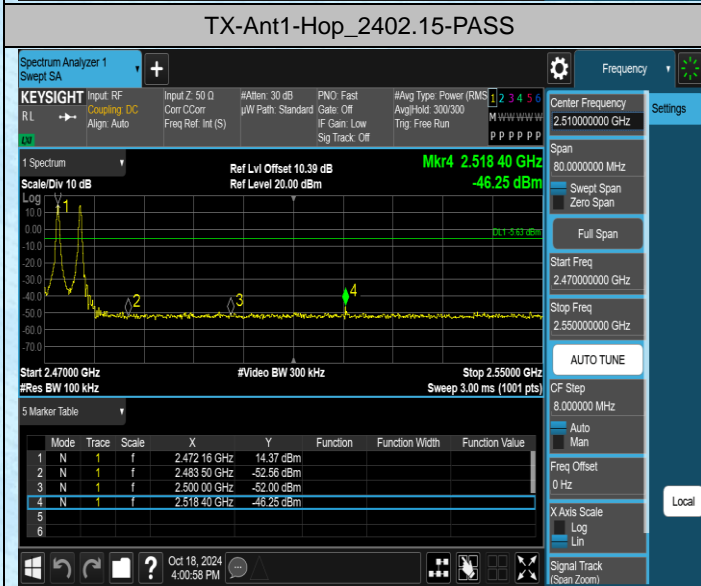 TX-Ant1-Hop_2402.15-PASS
Spectrum Analyzer 1
Swept SA
Frequency
KEYSIGHT
RL
LXI
Input: RF
Coupling: DC
Align: Auto
Input Z: 50 Ω
Corr CCorr
Freq Ref: Int (S)
#Atten: 30 dB
µW Path: Standard
PNO: Fast
Gate: Off
IF Gain: Low
Sig Track: Off
#Avg Type: Power (RMS
Avg|Hold: 300/300
Trig: Free Run
1 2 3 4 5 6
M W W W W W
P P P P P P
1 Spectrum
Scale/Div 10 dB
Ref Lvl Offset 10.39 dB
Ref Level 20.00 dBm
Mkr4 2.518 40 GHz
-46.25 dBm
Log
10.0
0.00
-10.0
-20.0
-30.0
-40.0
-50.0
-60.0
-70.0
1
2
3
4
DL1 -5.63 dBm
Start 2.47000 GHz
#Res BW 100 kHz
#Video BW 300 kHz
Stop 2.55000 GHz
Sweep 3.00 ms (1001 pts)
5 Marker Table
Mode Trace Scale X Y Function Function Width Function Value
1 N 1 f 2.472 16 GHz 14.37 dBm
2 N 1 f 2.483 50 GHz -52.56 dBm
3 N 1 f 2.500 00 GHz -52.00 dBm
4 N 1 f 2.518 40 GHz -46.25 dBm
5
6
Oct 18, 2024
4:00:58 PM
Center Frequency
2.510000000 GHz
Span
80.0000000 MHz
Swept Span
Zero Span
Full Span
Start Freq
2.470000000 GHz
Stop Freq
2.550000000 GHz
AUTO TUNE
CF Step
8.000000 MHz
Auto
Man
Freq Offset
0 Hz
X Axis Scale
Log
Lin
Signal Track
(Span Zoom)
Settings
Local